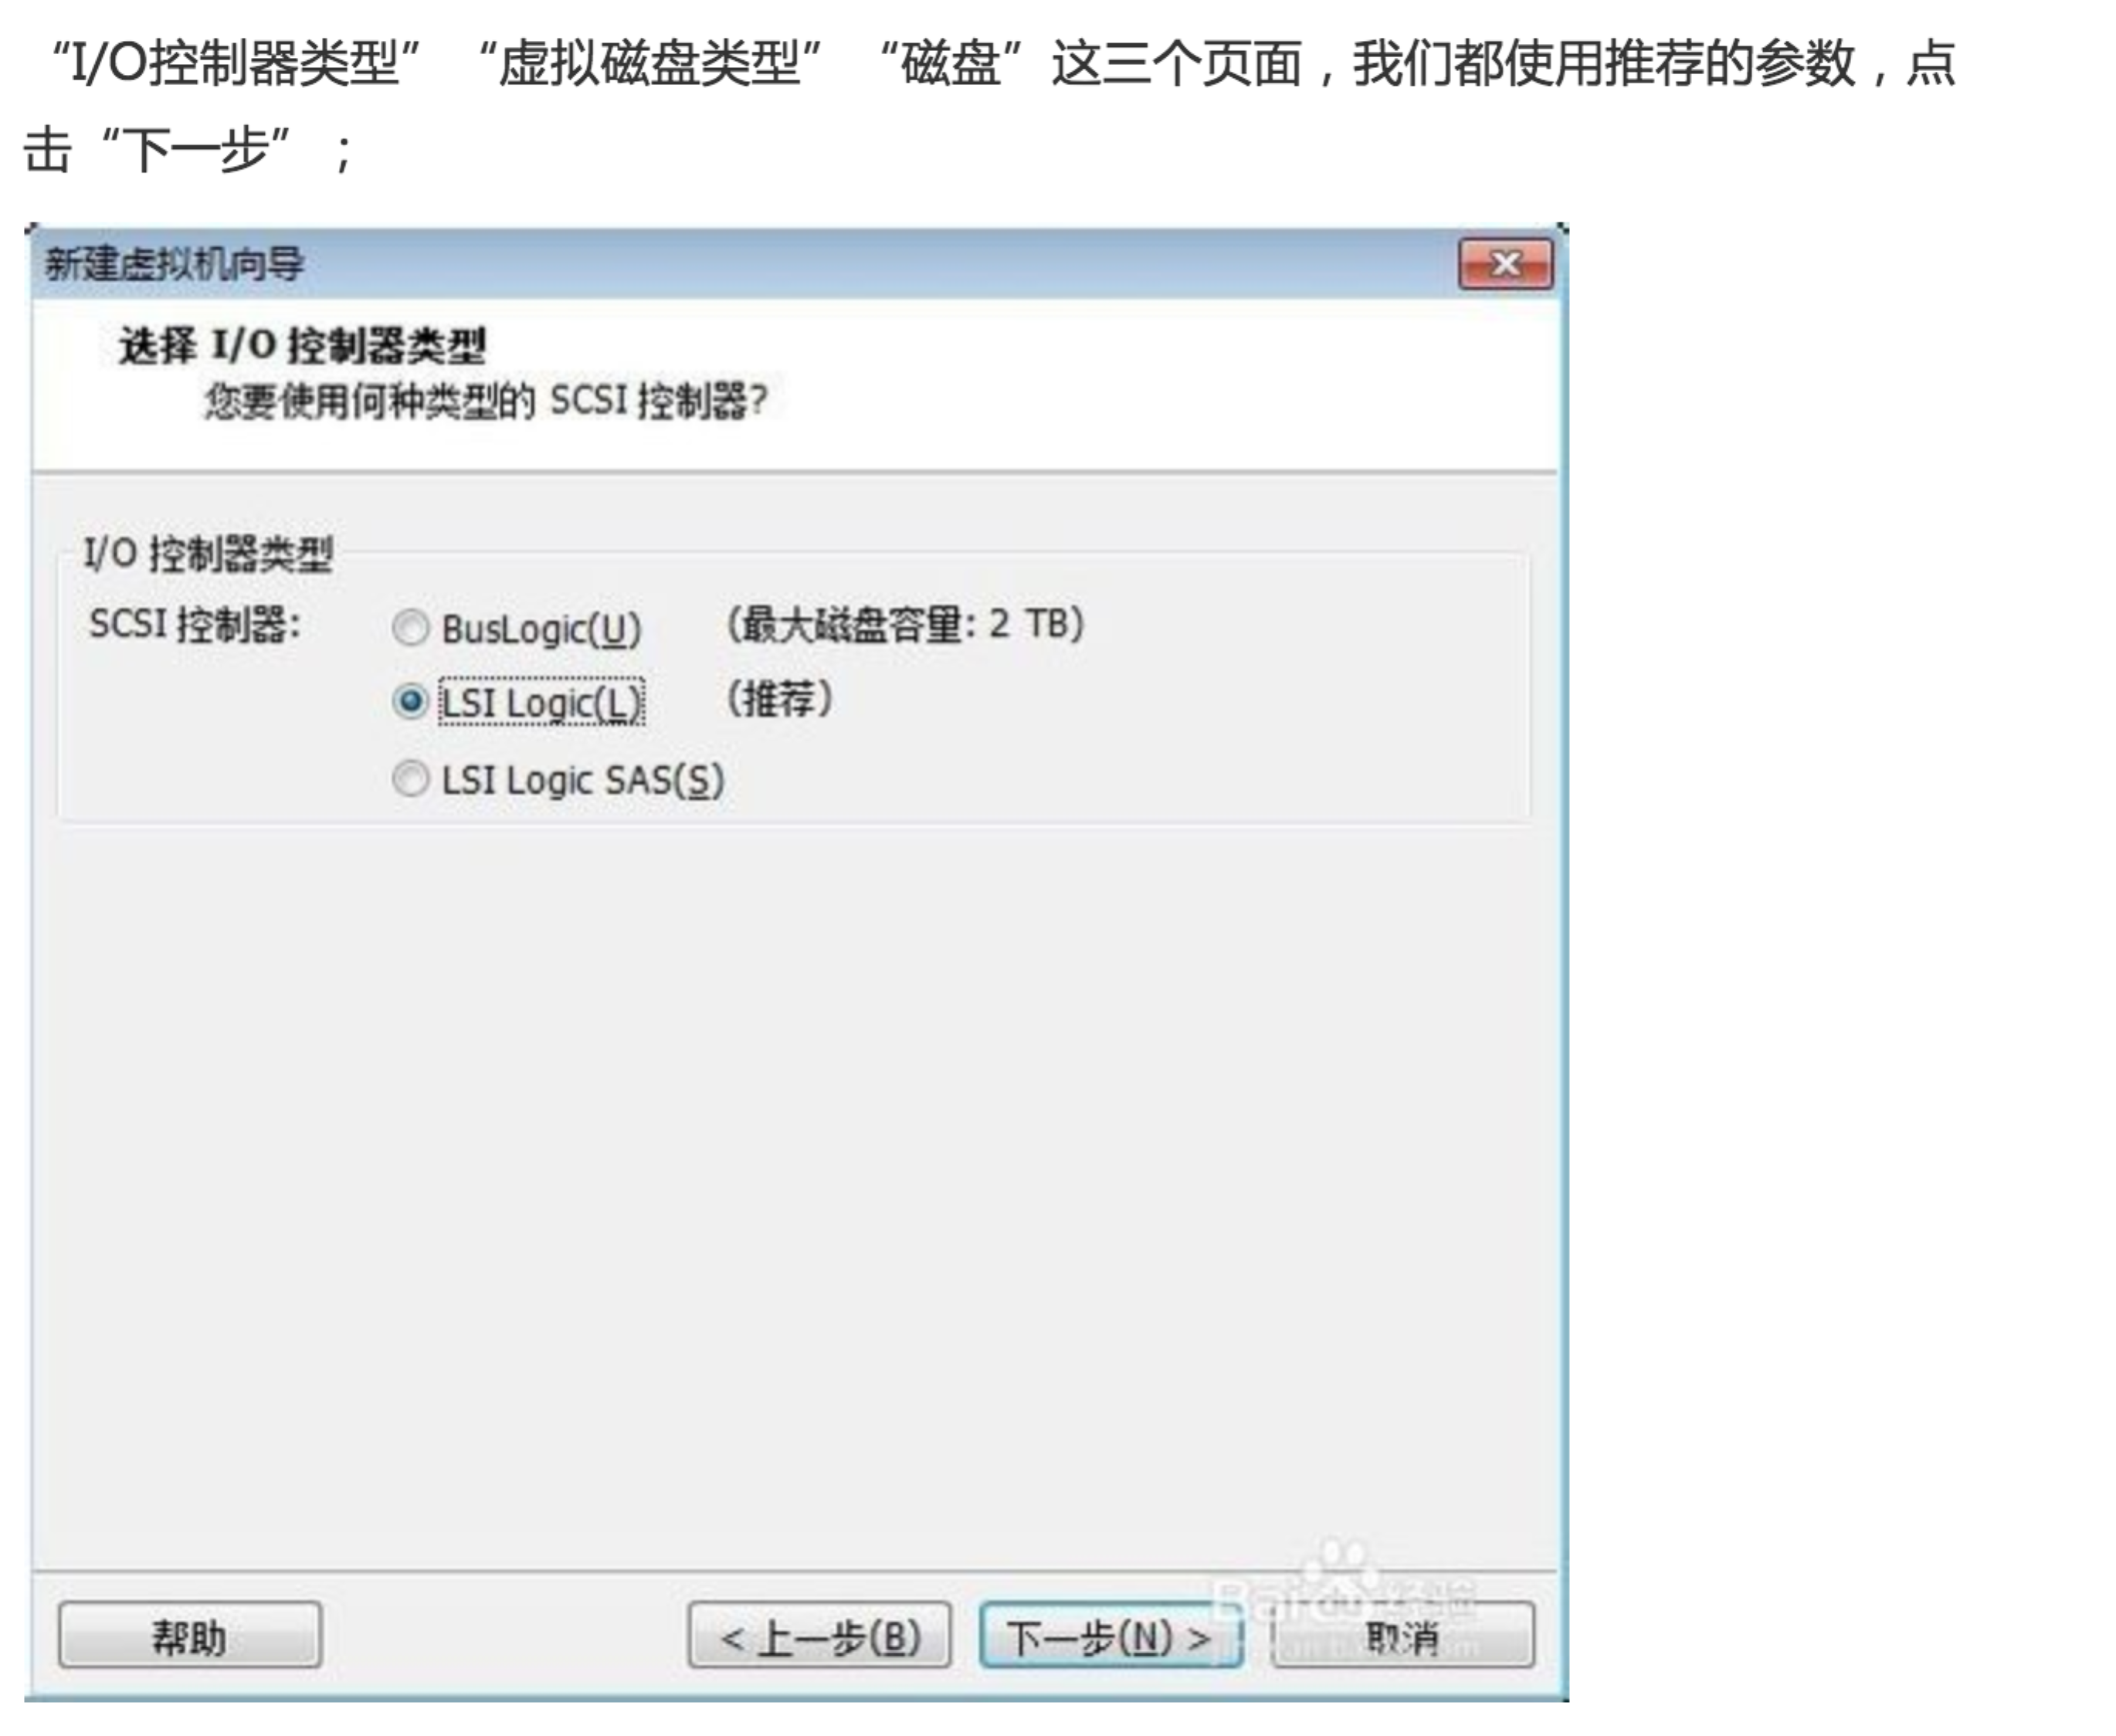 “I/O控制器类型” “虚拟磁盘类型” “磁盘”这三个页面，我们都使用推荐的参数，点
击“下一步”；
新建虚拟机向导
选择 I/O 控制器类型
您要使用何种类型的 SCSI 控制器?
I/O 控制器类型
SCSI 控制器: BusLogic(U) (最大磁盘容量: 2 TB)
LSI Logic(L) (推荐)
LSI Logic SAS(S)
Baidu 经验
帮助 < 上一步(B) 下一步(N) > 取消